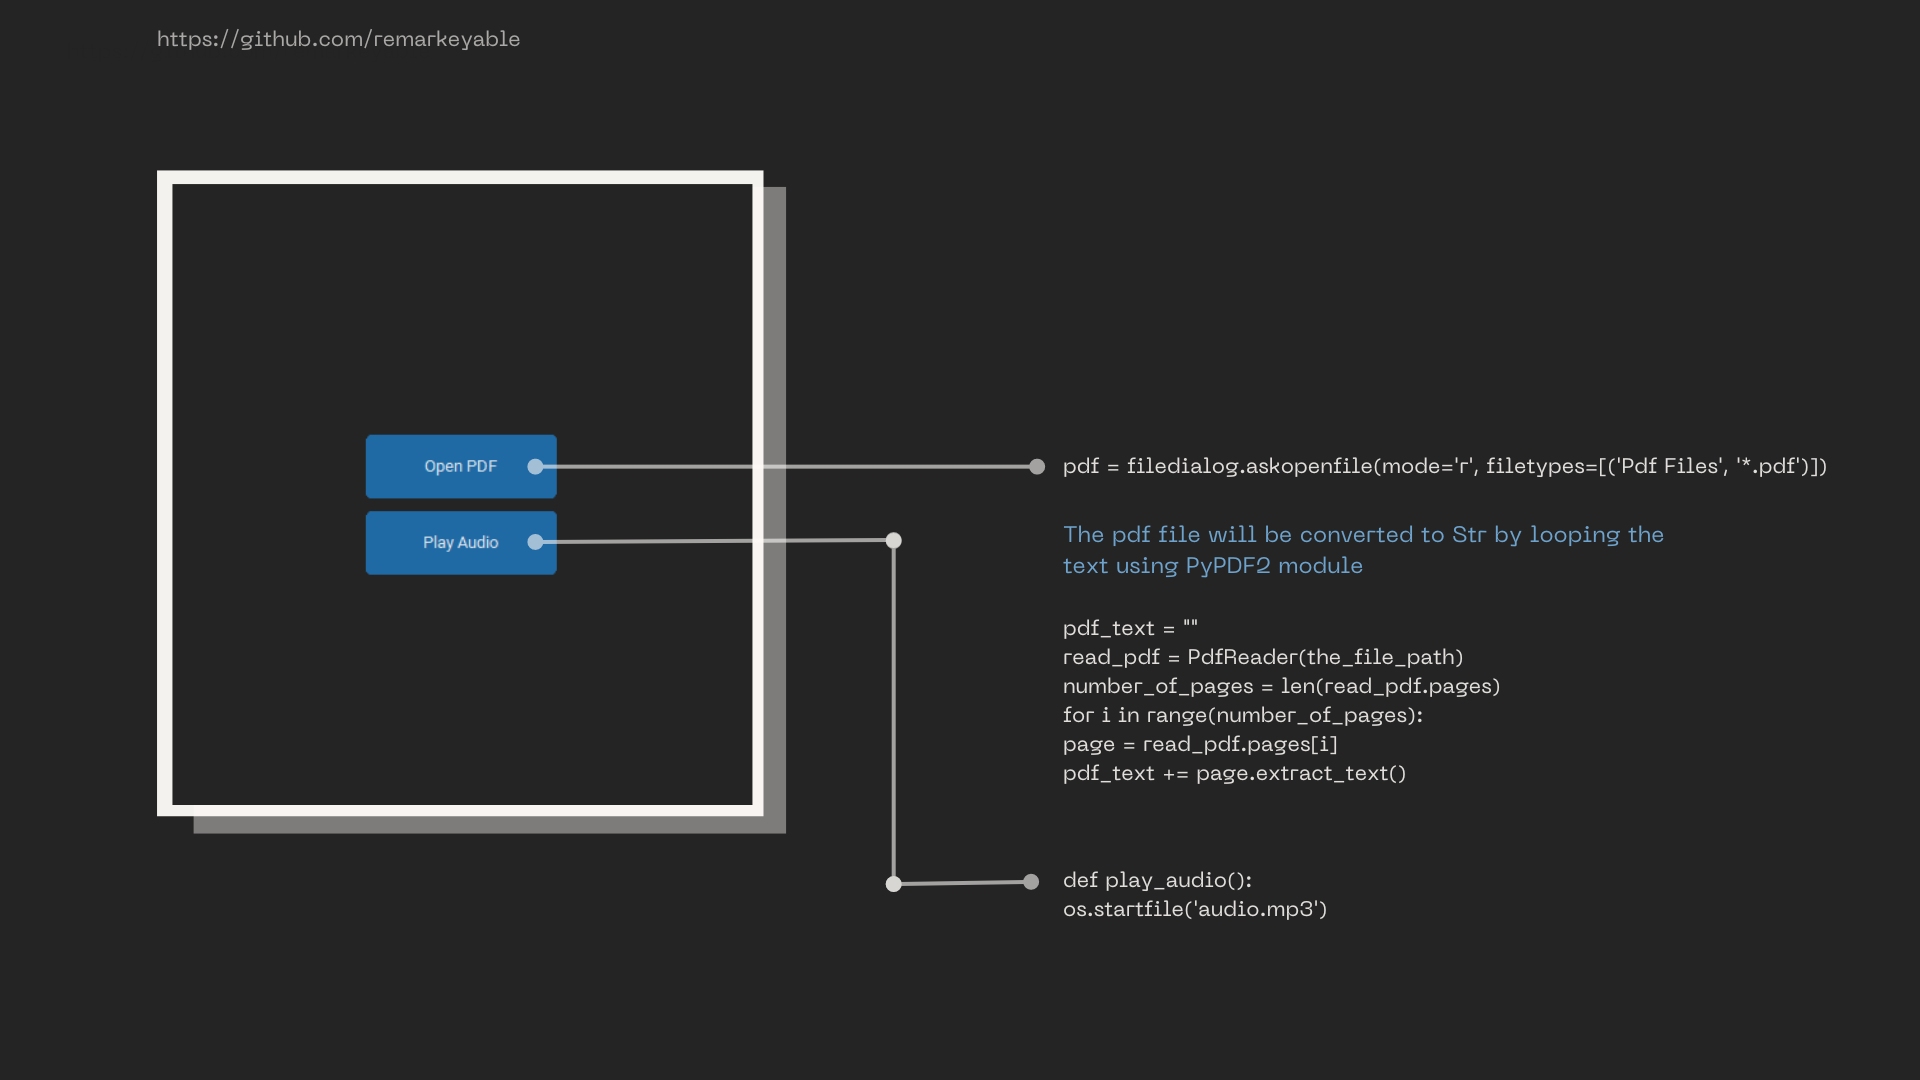 https://github.com/remarkeyable
Open PDF
Play Audio
pdf = filedialog.askopenfile(mode='r', filetypes=[('Pdf Files', '*.pdf')])
The pdf file will be converted to Str by looping the
text using PyPDF2 module
pdf_text = ""
read_pdf = PdfReader(the_file_path)
number_of_pages = len(read_pdf.pages)
for i in range(number_of_pages):
page = read_pdf.pages[i]
pdf_text += page.extract_text()
def play_audio():
os.startfile('audio.mp3')